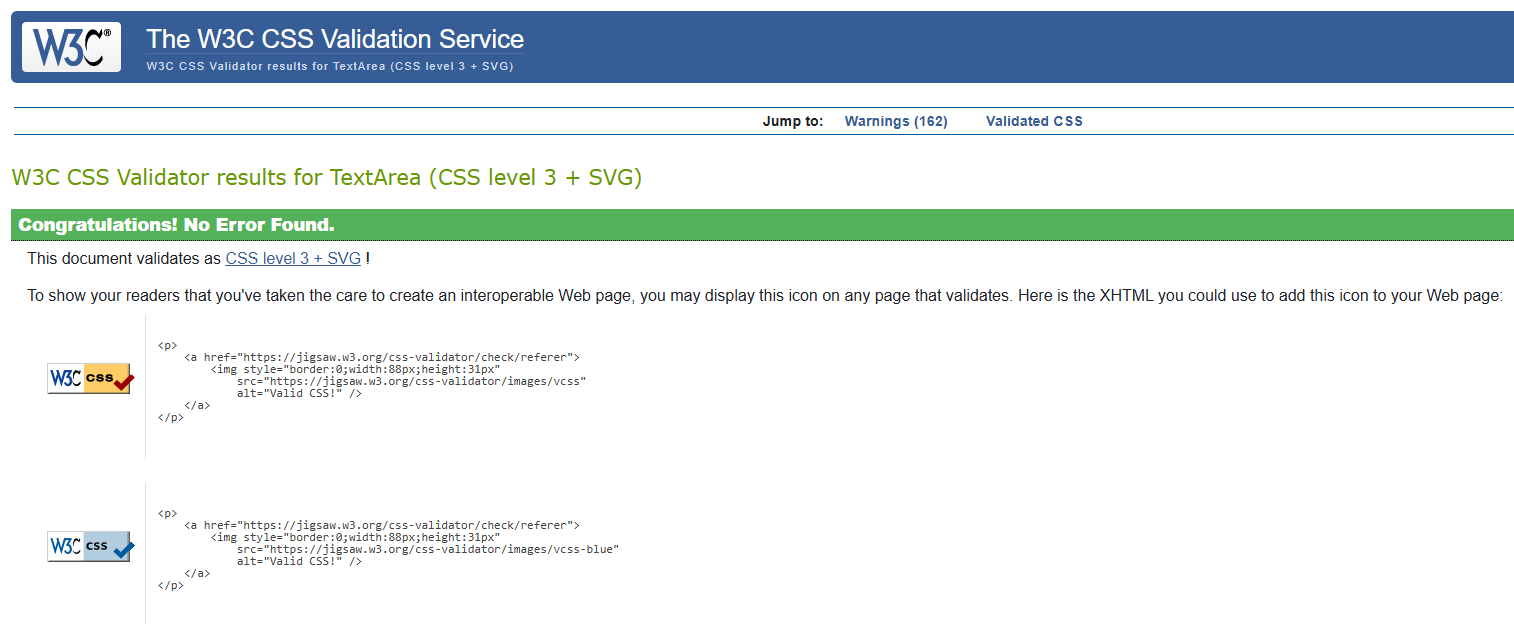 W3C® The W3C CSS Validation Service
W3C CSS Validator results for TextArea (CSS level 3 + SVG)
Jump to: Warnings (162) Validated CSS
W3C CSS Validator results for TextArea (CSS level 3 + SVG)
Congratulations! No Error Found.
This document validates as CSS level 3 + SVG !
To show your readers that you've taken the care to create an interoperable Web page, you may display this icon on any page that validates. Here is the XHTML you could use to add this icon to your Web page:
W3C css
<p>
<a href="https://jigsaw.w3.org/css-validator/check/referer">
<img style="border:0;width:88px;height:31px"
src="https://jigsaw.w3.org/css-validator/images/vcss"
alt="Valid CSS!" />
</a>
</p>
W3C css
<p>
<a href="https://jigsaw.w3.org/css-validator/check/referer">
<img style="border:0;width:88px;height:31px"
src="https://jigsaw.w3.org/css-validator/images/vcss-blue"
alt="Valid CSS!" />
</a>
</p>